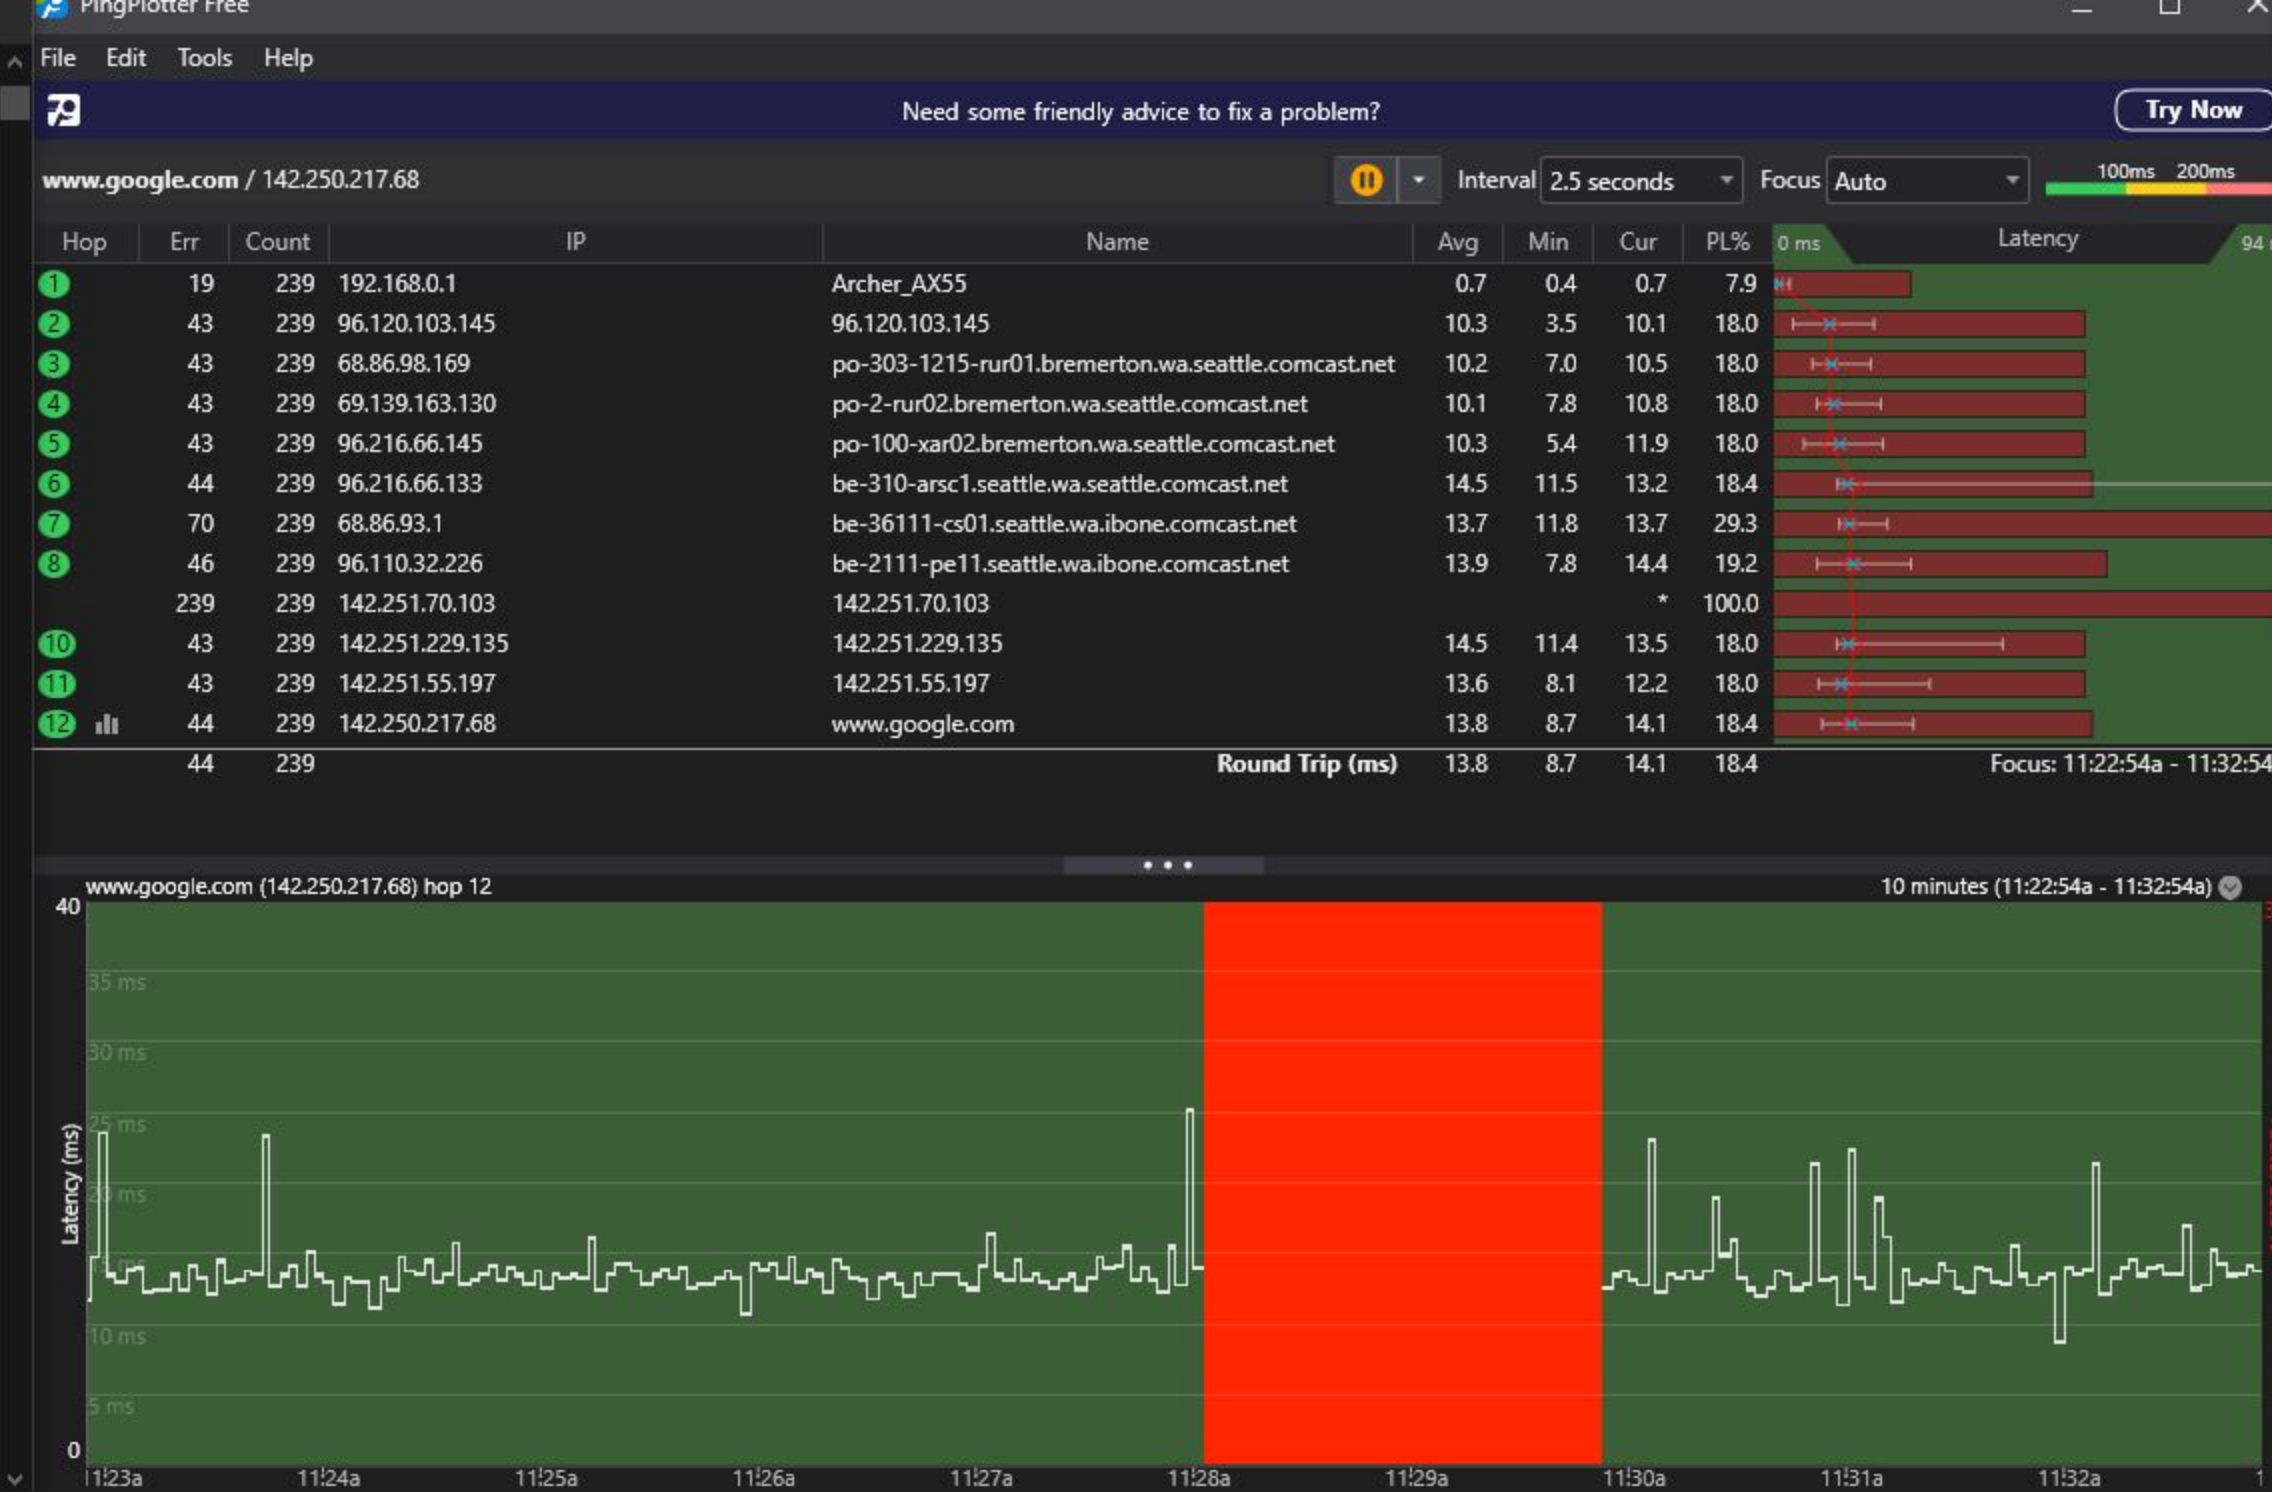 PingPlotter Free
File Edit Tools Help
Need some friendly advice to fix a problem? Try Now
www.google.com / 142.250.217.68 Interval 2.5 seconds Focus Auto 100ms 200ms
Hop Err Count IP Name Avg Min Cur PL% 0 ms Latency 94
1 19 239 192.168.0.1 Archer_AX55 0.7 0.4 0.7 7.9
2 43 239 96.120.103.145 96.120.103.145 10.3 3.5 10.1 18.0
3 43 239 68.86.98.169 po-303-1215-rur01.bremerton.wa.seattle.comcast.net 10.2 7.0 10.5 18.0
4 43 239 69.139.163.130 po-2-rur02.bremerton.wa.seattle.comcast.net 10.1 7.8 10.8 18.0
5 43 239 96.216.66.145 po-100-xar02.bremerton.wa.seattle.comcast.net 10.3 5.4 11.9 18.0
6 44 239 96.216.66.133 be-310-arsc1.seattle.wa.seattle.comcast.net 14.5 11.5 13.2 18.4
7 70 239 68.86.93.1 be-36111-cs01.seattle.wa.ibone.comcast.net 13.7 11.8 13.7 29.3
8 46 239 96.110.32.226 be-2111-pe11.seattle.wa.ibone.comcast.net 13.9 7.8 14.4 19.2
239 239 142.251.70.103 142.251.70.103 * 100.0
10 43 239 142.251.229.135 142.251.229.135 14.5 11.4 13.5 18.0
11 43 239 142.251.55.197 142.251.55.197 13.6 8.1 12.2 18.0
12 44 239 142.250.217.68 www.google.com 13.8 8.7 14.1 18.4
44 239 Round Trip (ms) 13.8 8.7 14.1 18.4 Focus: 11:22:54a - 11:32:54
www.google.com (142.250.217.68) hop 12 10 minutes (11:22:54a - 11:32:54a)
40
35 ms
30 ms
25 ms
20 ms
10 ms
5 ms
0
Latency (ms)
11:23a 11:24a 11:25a 11:26a 11:27a 11:28a 11:29a 11:30a 11:31a 11:32a